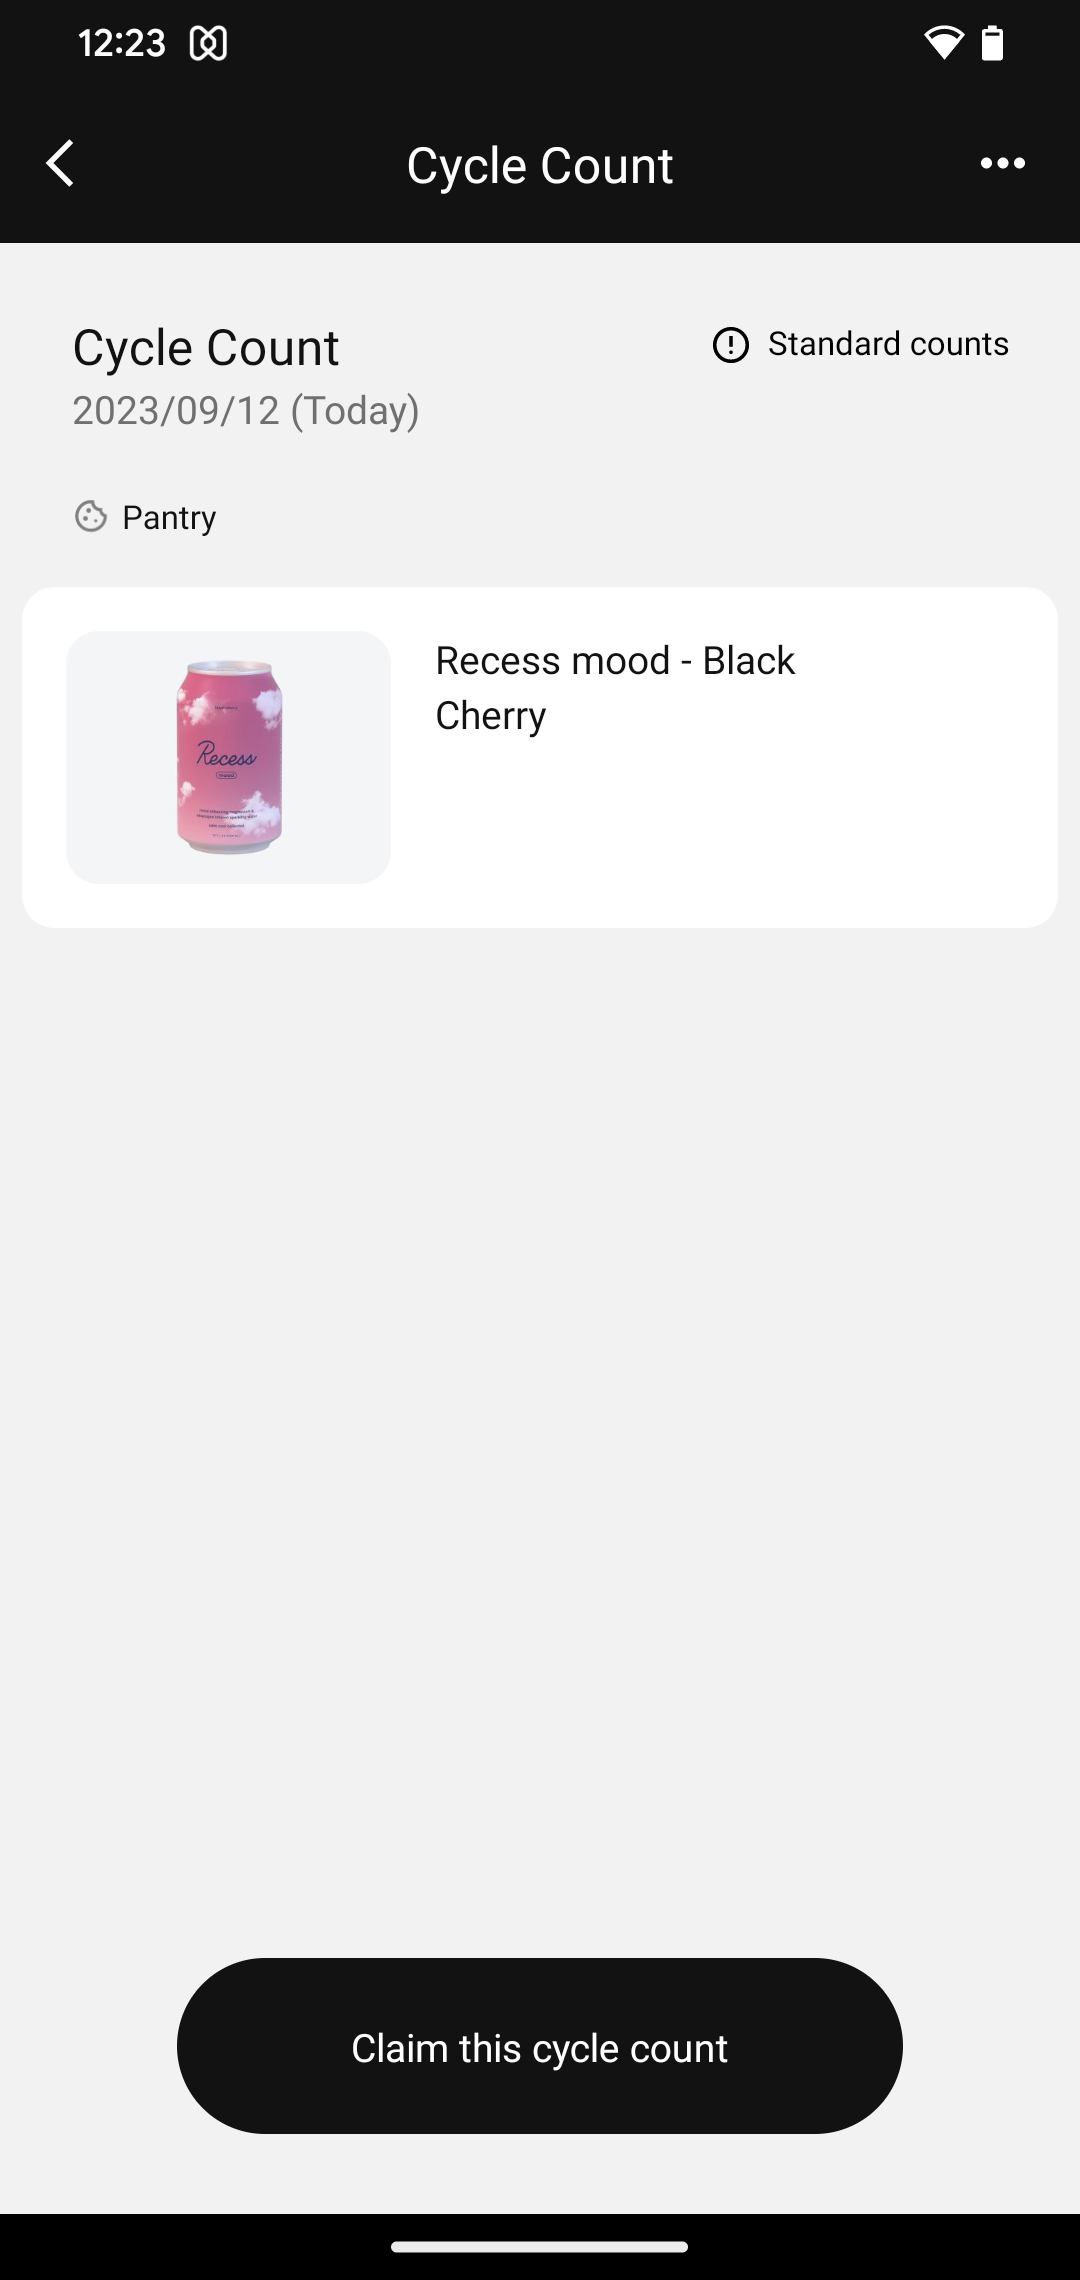 12:23
Cycle Count
Cycle Count
Standard counts
2023/09/12 (Today)
Pantry
Recess mood - Black
Cherry
Recess
mood
Claim this cycle count